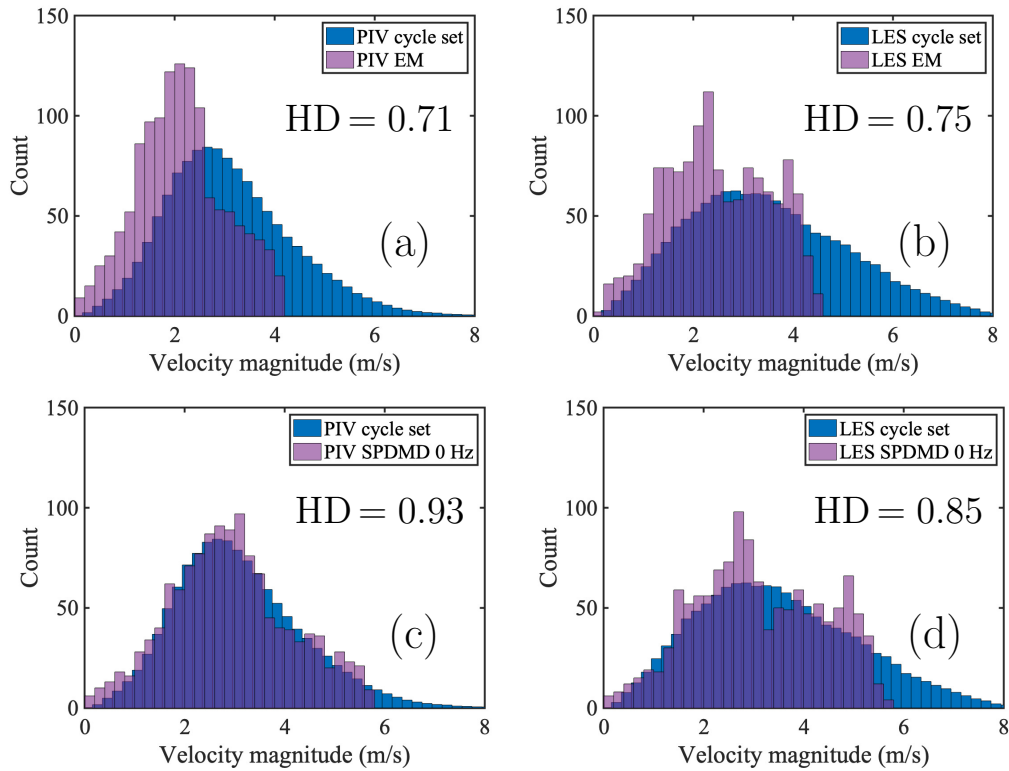 150
PIV cycle set
PIV EM
100
HD = 0.71
Count
50
(a)
0
0 2 4 6 8
Velocity magnitude (m/s)
150
LES cycle set
LES EM
100
HD = 0.75
Count
50
(b)
0
0 2 4 6 8
Velocity magnitude (m/s)
150
PIV cycle set
PIV SPDMD 0 Hz
100
HD = 0.93
Count
50
(c)
0
0 2 4 6 8
Velocity magnitude (m/s)
150
LES cycle set
LES SPDMD 0 Hz
100
HD = 0.85
Count
50
(d)
0
0 2 4 6 8
Velocity magnitude (m/s)